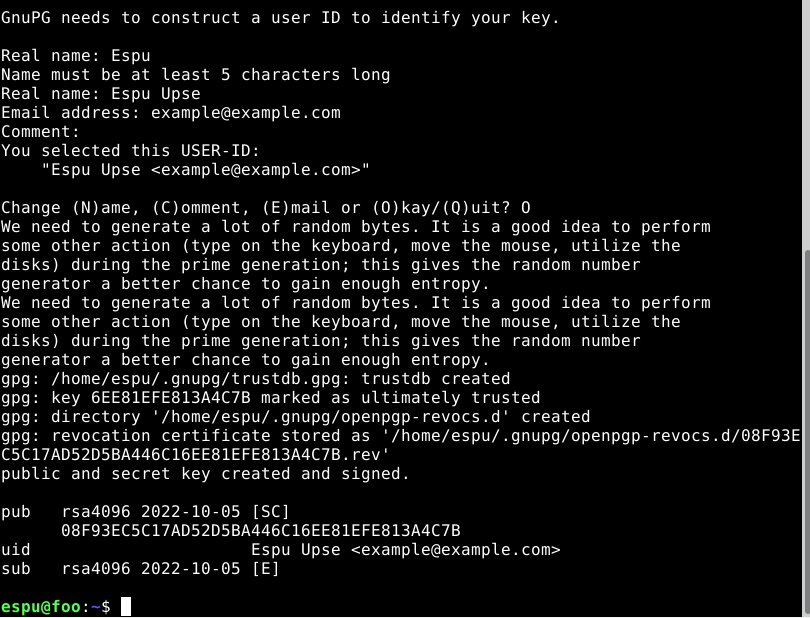 GnuPG needs to construct a user ID to identify your key.

Real name: Espu
Name must be at least 5 characters long
Real name: Espu Upse
Email address: example@example.com
Comment:
You selected this USER-ID:
    "Espu Upse <example@example.com>"

Change (N)ame, (C)omment, (E)mail or (O)kay/(Q)uit? O
We need to generate a lot of random bytes. It is a good idea to perform
some other action (type on the keyboard, move the mouse, utilize the
disks) during the prime generation; this gives the random number
generator a better chance to gain enough entropy.
We need to generate a lot of random bytes. It is a good idea to perform
some other action (type on the keyboard, move the mouse, utilize the
disks) during the prime generation; this gives the random number
generator a better chance to gain enough entropy.
gpg: /home/espu/.gnupg/trustdb.gpg: trustdb created
gpg: key 6EE81EFE813A4C7B marked as ultimately trusted
gpg: directory '/home/espu/.gnupg/openpgp-revocs.d' created
gpg: revocation certificate stored as '/home/espu/.gnupg/openpgp-revocs.d/08F93E
C5C17AD52D5BA446C16EE81EFE813A4C7B.rev'
public and secret key created and signed.

pub   rsa4096 2022-10-05 [SC]
      08F93EC5C17AD52D5BA446C16EE81EFE813A4C7B
uid                      Espu Upse <example@example.com>
sub   rsa4096 2022-10-05 [E]

espu@foo:~$